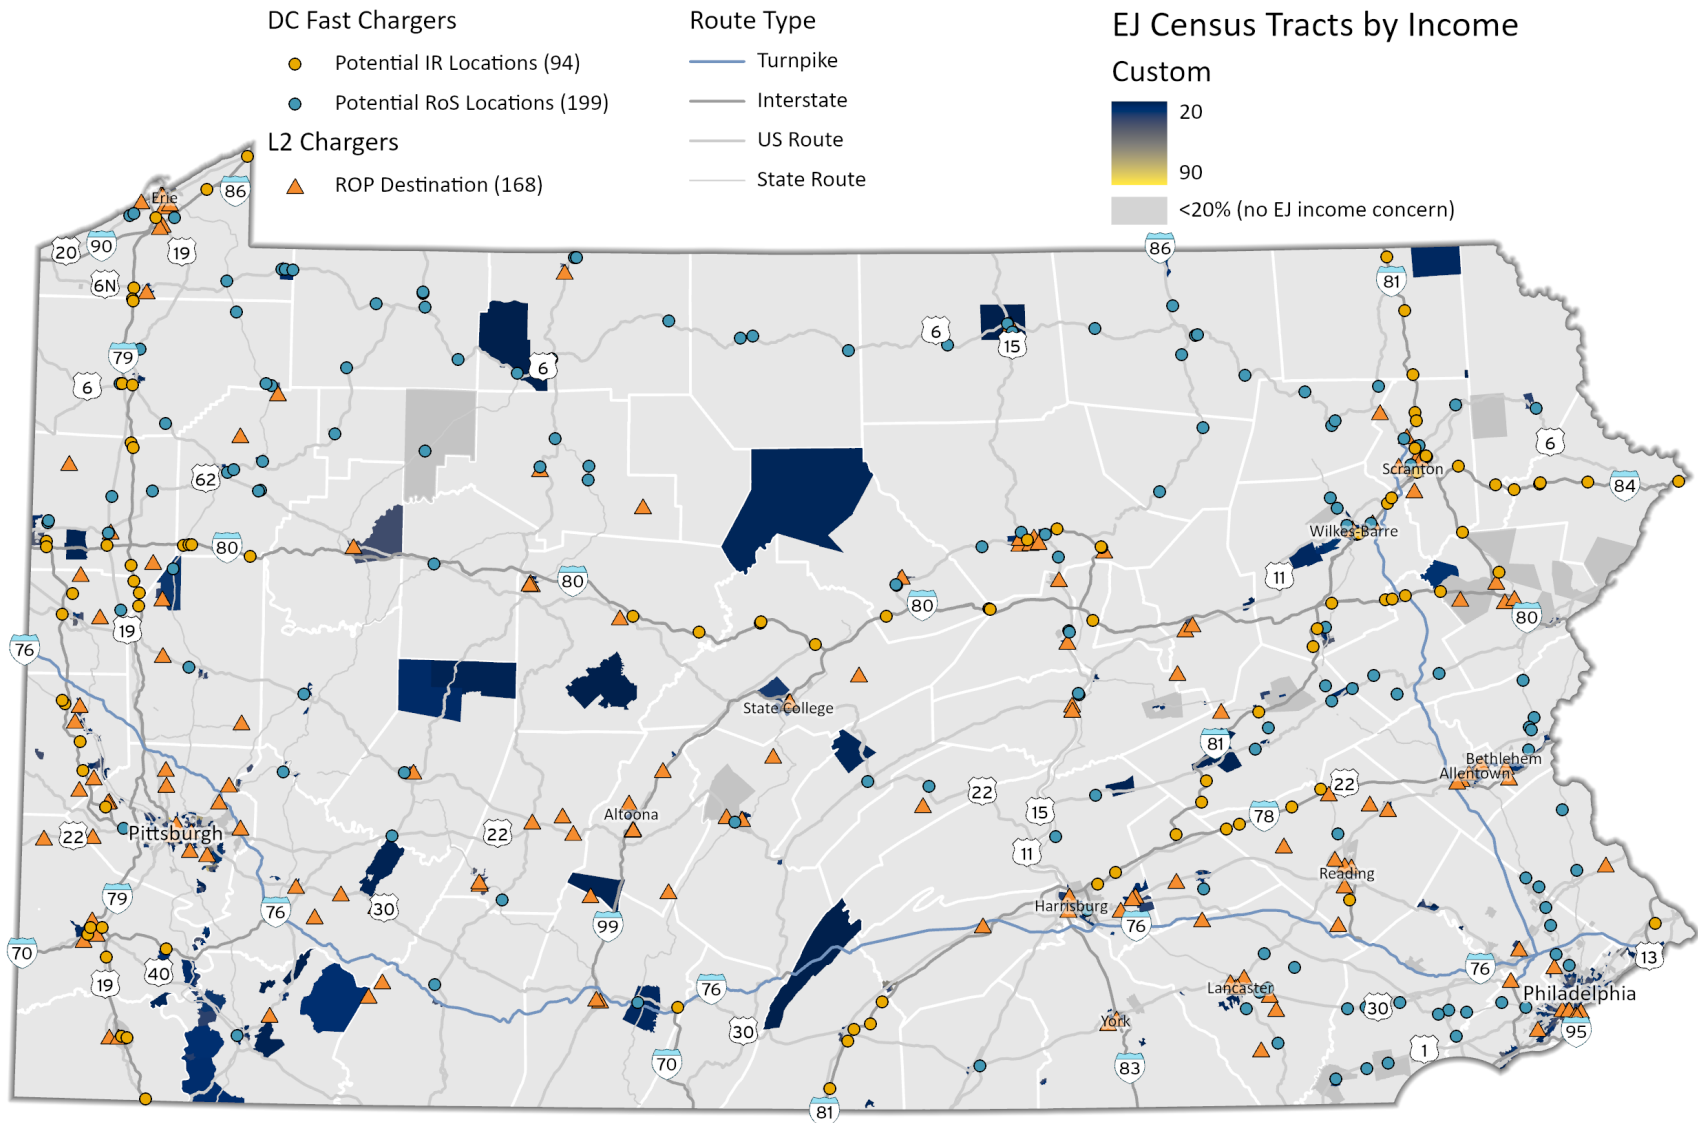 DC Fast Chargers
Potential IR Locations (94)
Potential RoS Locations (199)
L2 Chargers
ROP Destination (168)
Route Type
Turnpike
Interstate
US Route
State Route
EJ Census Tracts by Income
Custom
20
90
<20% (no EJ income concern)
Erie
86
20
90
19
6N
86
81
79
6
6
6
15
6
62
Scranton
84
80
Wilkes-Barre
11
80
80
80
19
76
State College
81
Bethlehem
Allentown
22
22
15
78
Altoona
22
Pittsburgh
22
11
Reading
79
30
76
Harrisburg
76
99
70
40
19
76
13
76
Lancaster
Philadelphia
30
30
York
95
1
70
83
81